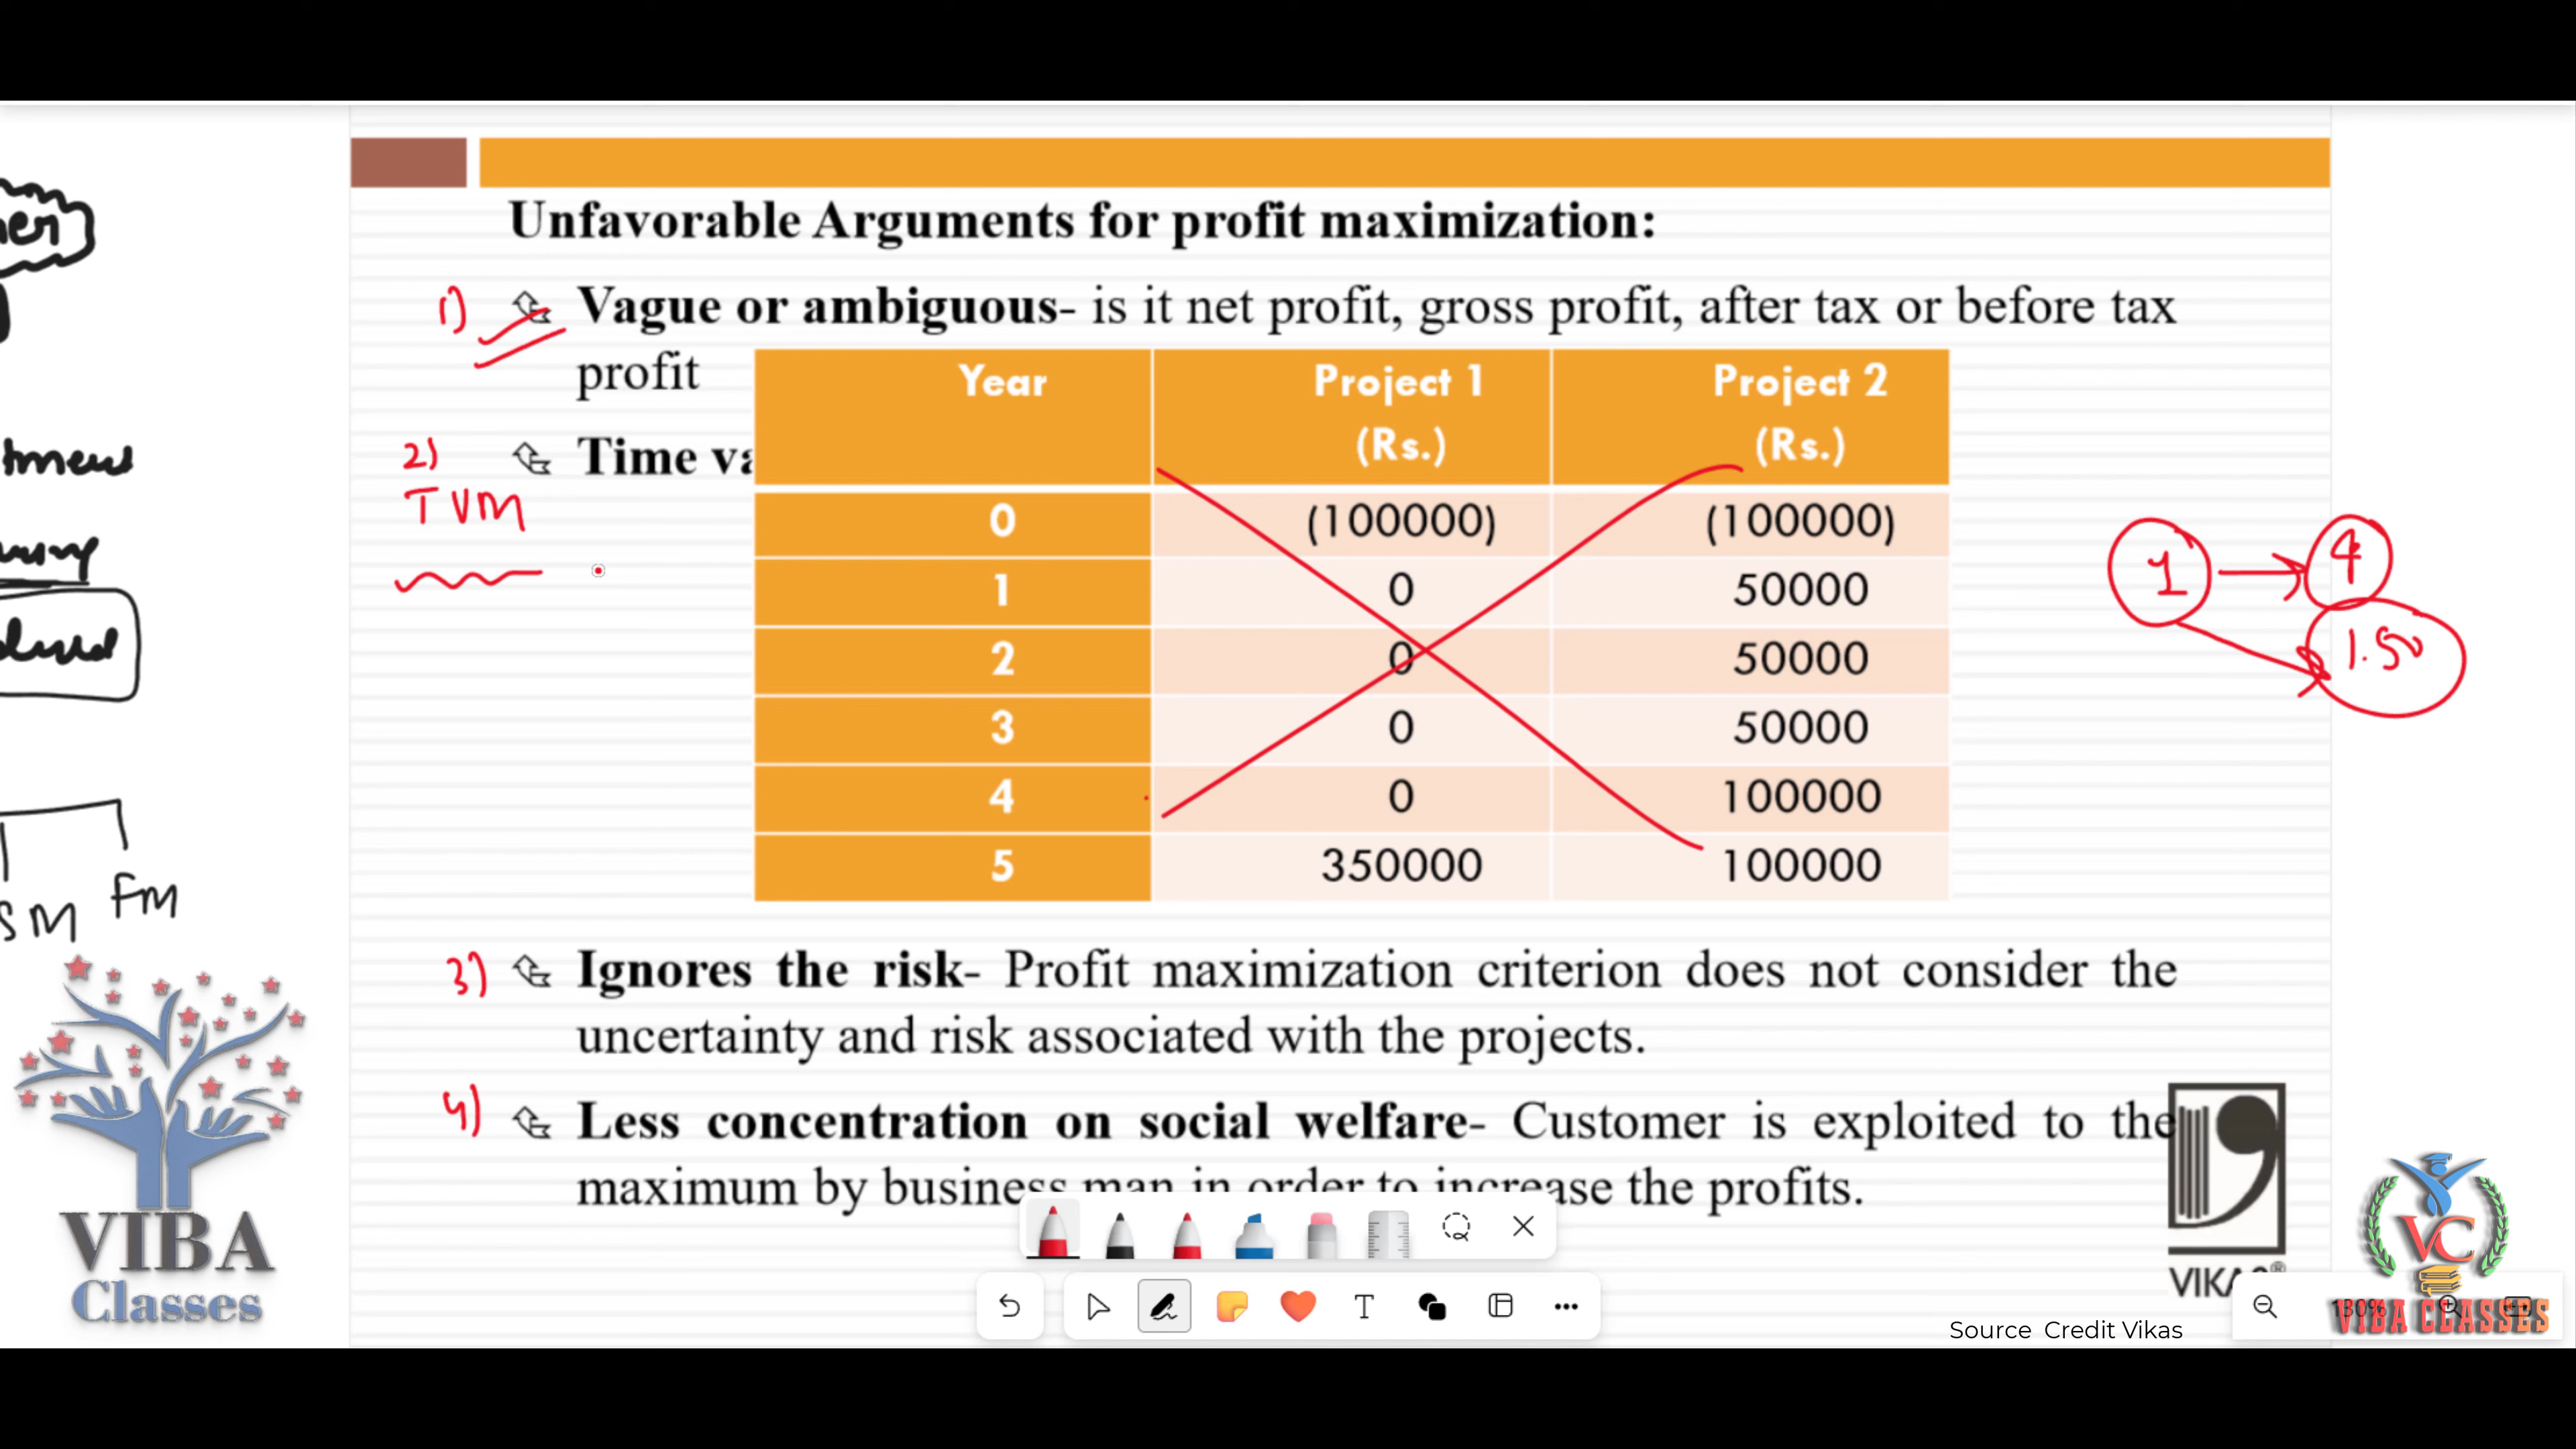 Unfavorable Arguments for profit maximization:
1) Vague or ambiguous- is it net profit, gross profit, after tax or before tax
profit
2) Time va
TVM
Year Project 1 (Rs.) Project 2 (Rs.)
0 (100000) (100000)
1 0 50000
2 0 50000
3 0 50000
4 0 100000
5 350000 100000
1 4
1.50
3) Ignores the risk- Profit maximization criterion does not consider the
uncertainty and risk associated with the projects.
4) Less concentration on social welfare- Customer is exploited to the
maximum by business man in order to increase the profits.
SM FM
VIBA
Classes
T
VC
VIBA CLASSES
130%
Source Credit Vikas